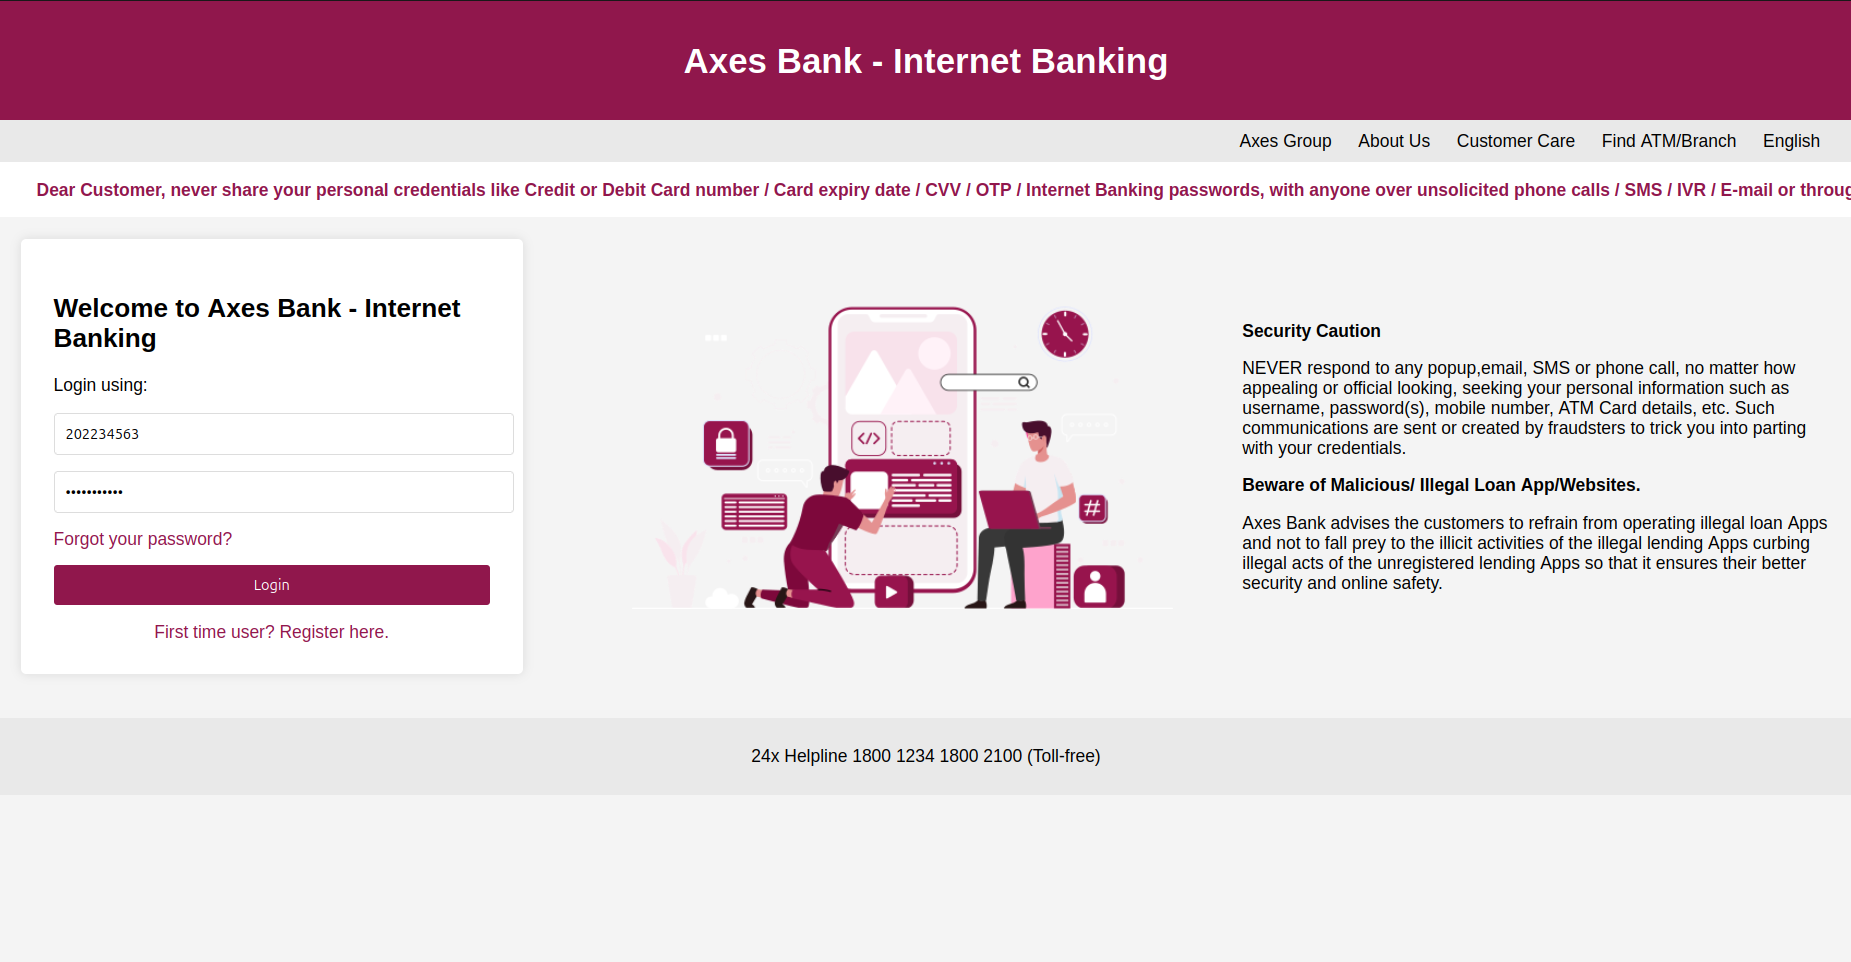 Axes Bank - Internet Banking
Axes Group About Us Customer Care Find ATM/Branch English
Dear Customer, never share your personal credentials like Credit or Debit Card number / Card expiry date / CVV / OTP / Internet Banking passwords, with anyone over unsolicited phone calls / SMS / IVR / E-mail or throug
Welcome to Axes Bank - Internet
Banking
Login using:
202234563
•••••••••••
Forgot your password?
Login
First time user? Register here.
</>
#
Security Caution
NEVER respond to any popup,email, SMS or phone call, no matter how
appealing or official looking, seeking your personal information such as
username, password(s), mobile number, ATM Card details, etc. Such
communications are sent or created by fraudsters to trick you into parting
with your credentials.
Beware of Malicious/ Illegal Loan App/Websites.
Axes Bank advises the customers to refrain from operating illegal loan Apps
and not to fall prey to the illicit activities of the illegal lending Apps curbing
illegal acts of the unregistered lending Apps so that it ensures their better
security and online safety.
24x Helpline 1800 1234 1800 2100 (Toll-free)